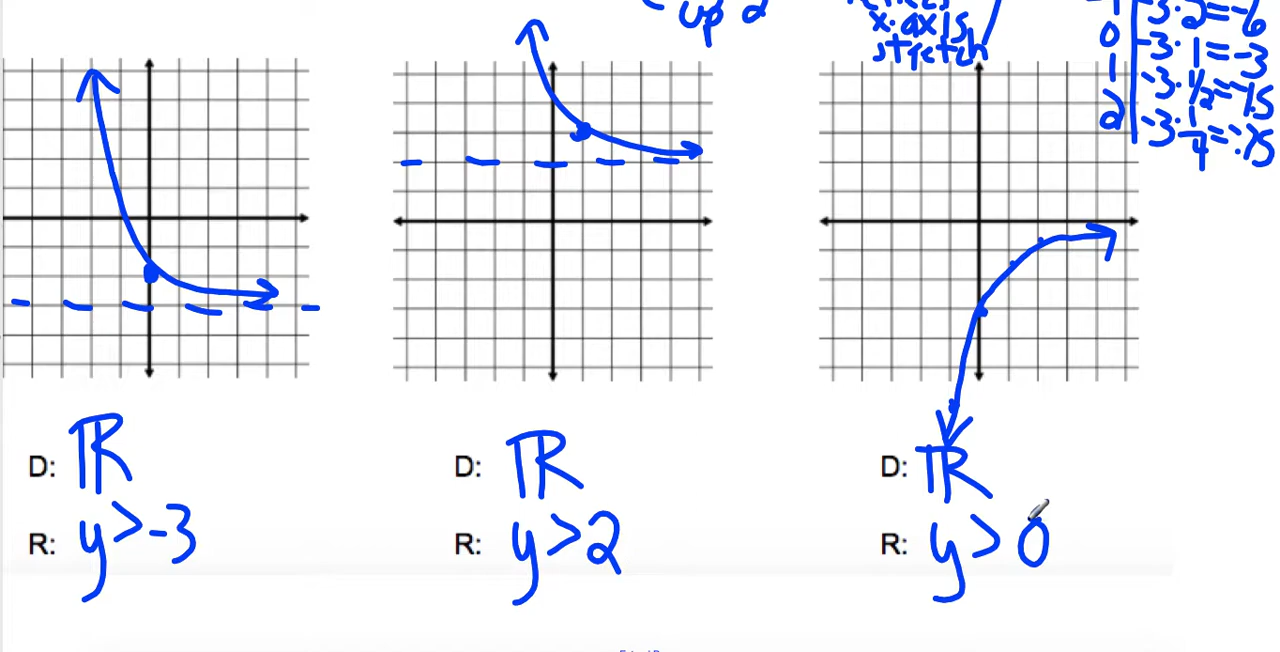 up 2
x-axis
stretch
-3·2=-6
0 -3·1=-3
1 -3·1/2=-1.5
2 -3·1/4=-.75
D: ℝ
R: y>-3
D: ℝ
R: y>2
D: ℝ
R: y>0